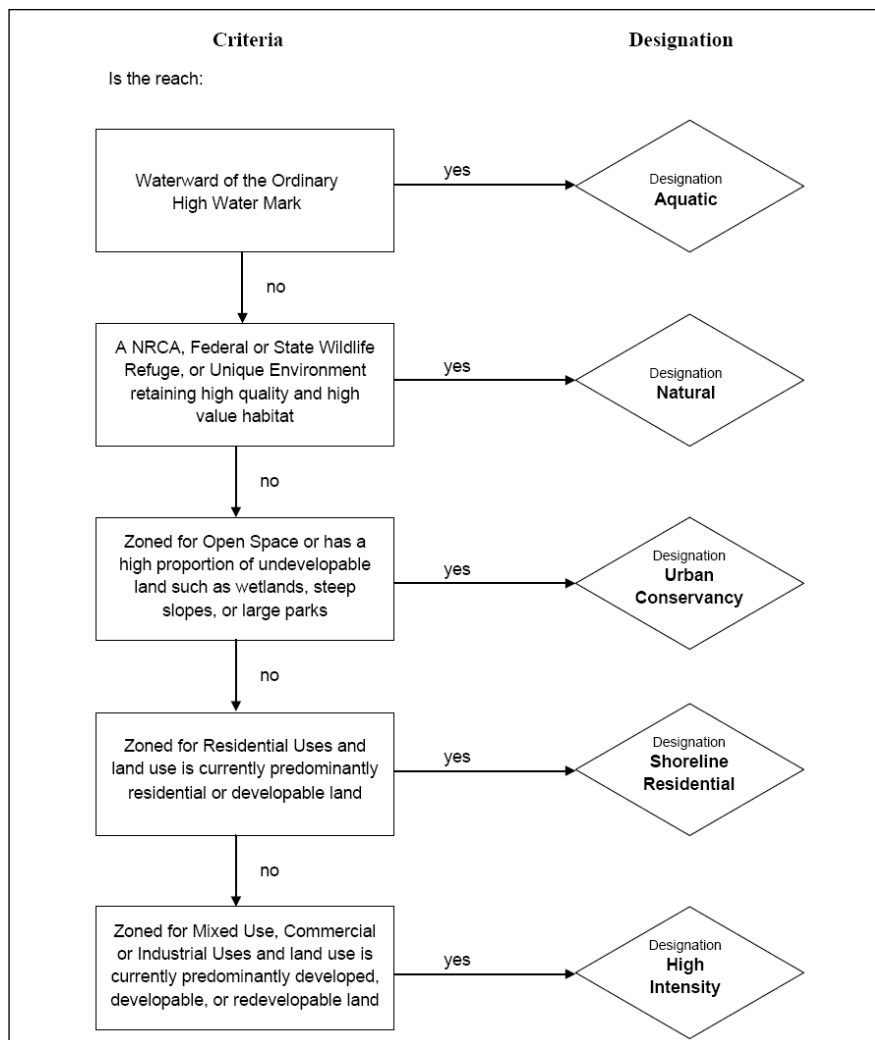 Criteria
Designation
Is the reach:
Waterward of the Ordinary
High Water Mark
yes
Designation
Aquatic
no
A NRCA, Federal or State Wildlife
Refuge, or Unique Environment
retaining high quality and high
value habitat
yes
Designation
Natural
no
Zoned for Open Space or has a
high proportion of undevelopable
land such as wetlands, steep
slopes, or large parks
yes
Designation
Urban
Conservancy
no
Zoned for Residential Uses and
land use is currently predominantly
residential or developable land
yes
Designation
Shoreline
Residential
no
Zoned for Mixed Use, Commercial
or Industrial Uses and land use is
currently predominantly developed,
developable, or redevelopable land
yes
Designation
High
Intensity